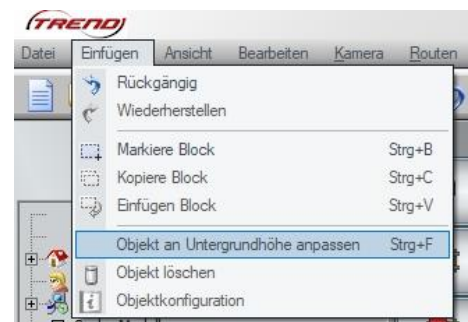 TREND
Datei Einfügen Ansicht Bearbeiten Kamera Routen
Rückgängig
Wiederherstellen
Markiere Block Strg+B
Kopiere Block Strg+C
Einfügen Block Strg+V
Objekt an Untergrundhöhe anpassen Strg+F
Objekt löschen
Objektkonfiguration